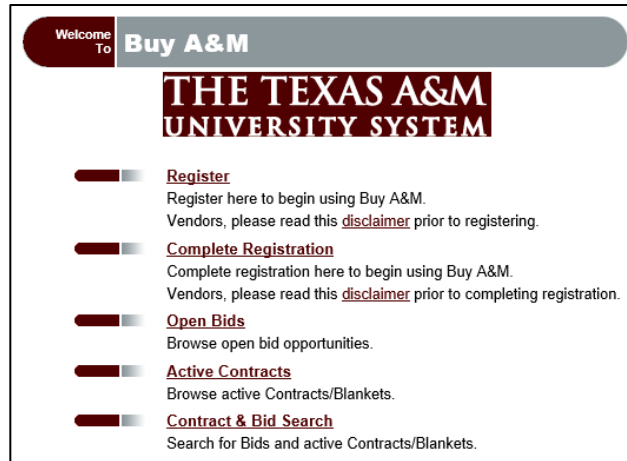 Welcome
To
Buy A&M
THE TEXAS A&M
UNIVERSITY SYSTEM
Register
Register here to begin using Buy A&M.
Vendors, please read this disclaimer prior to registering.
Complete Registration
Complete registration here to begin using Buy A&M.
Vendors, please read this disclaimer prior to completing registration.
Open Bids
Browse open bid opportunities.
Active Contracts
Browse active Contracts/Blankets.
Contract & Bid Search
Search for Bids and active Contracts/Blankets.